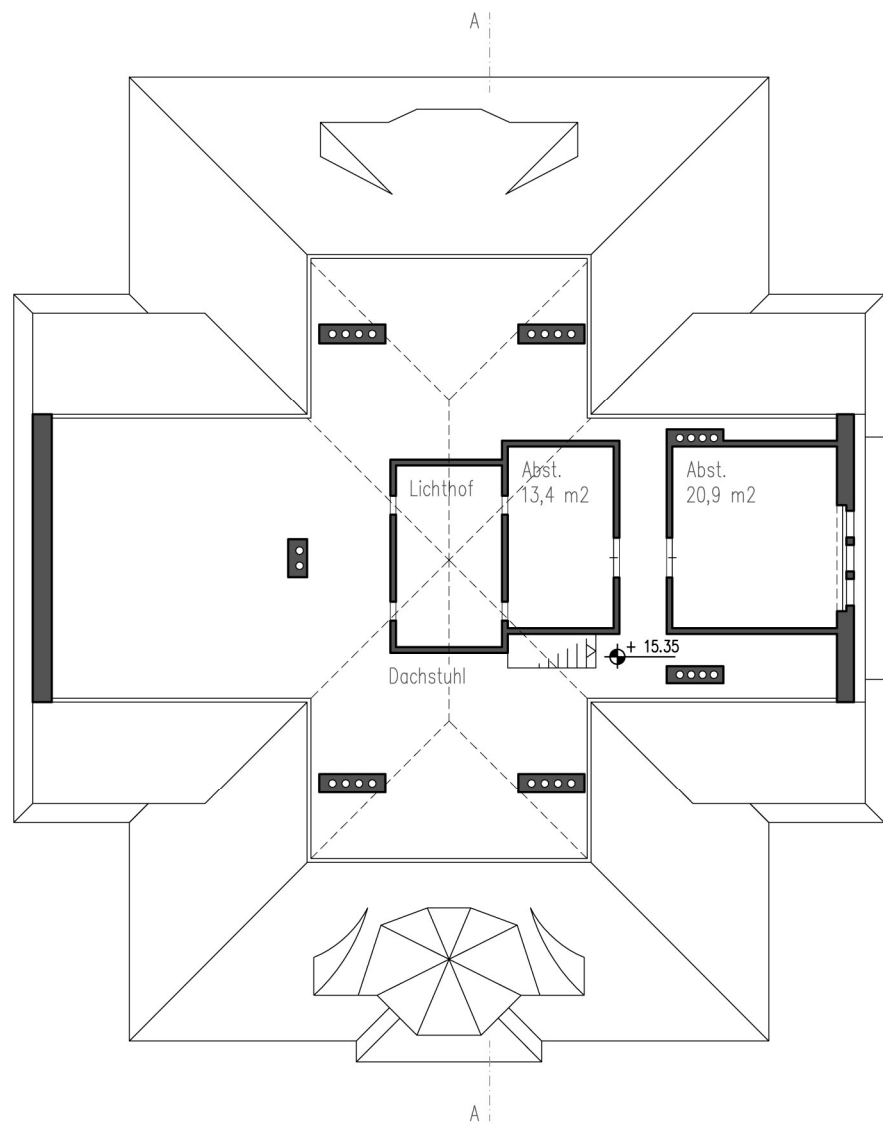 A
Lichthof
Abst.
13,4 m2
Abst.
20,9 m2
+ 15.35
Dachstuhl
A